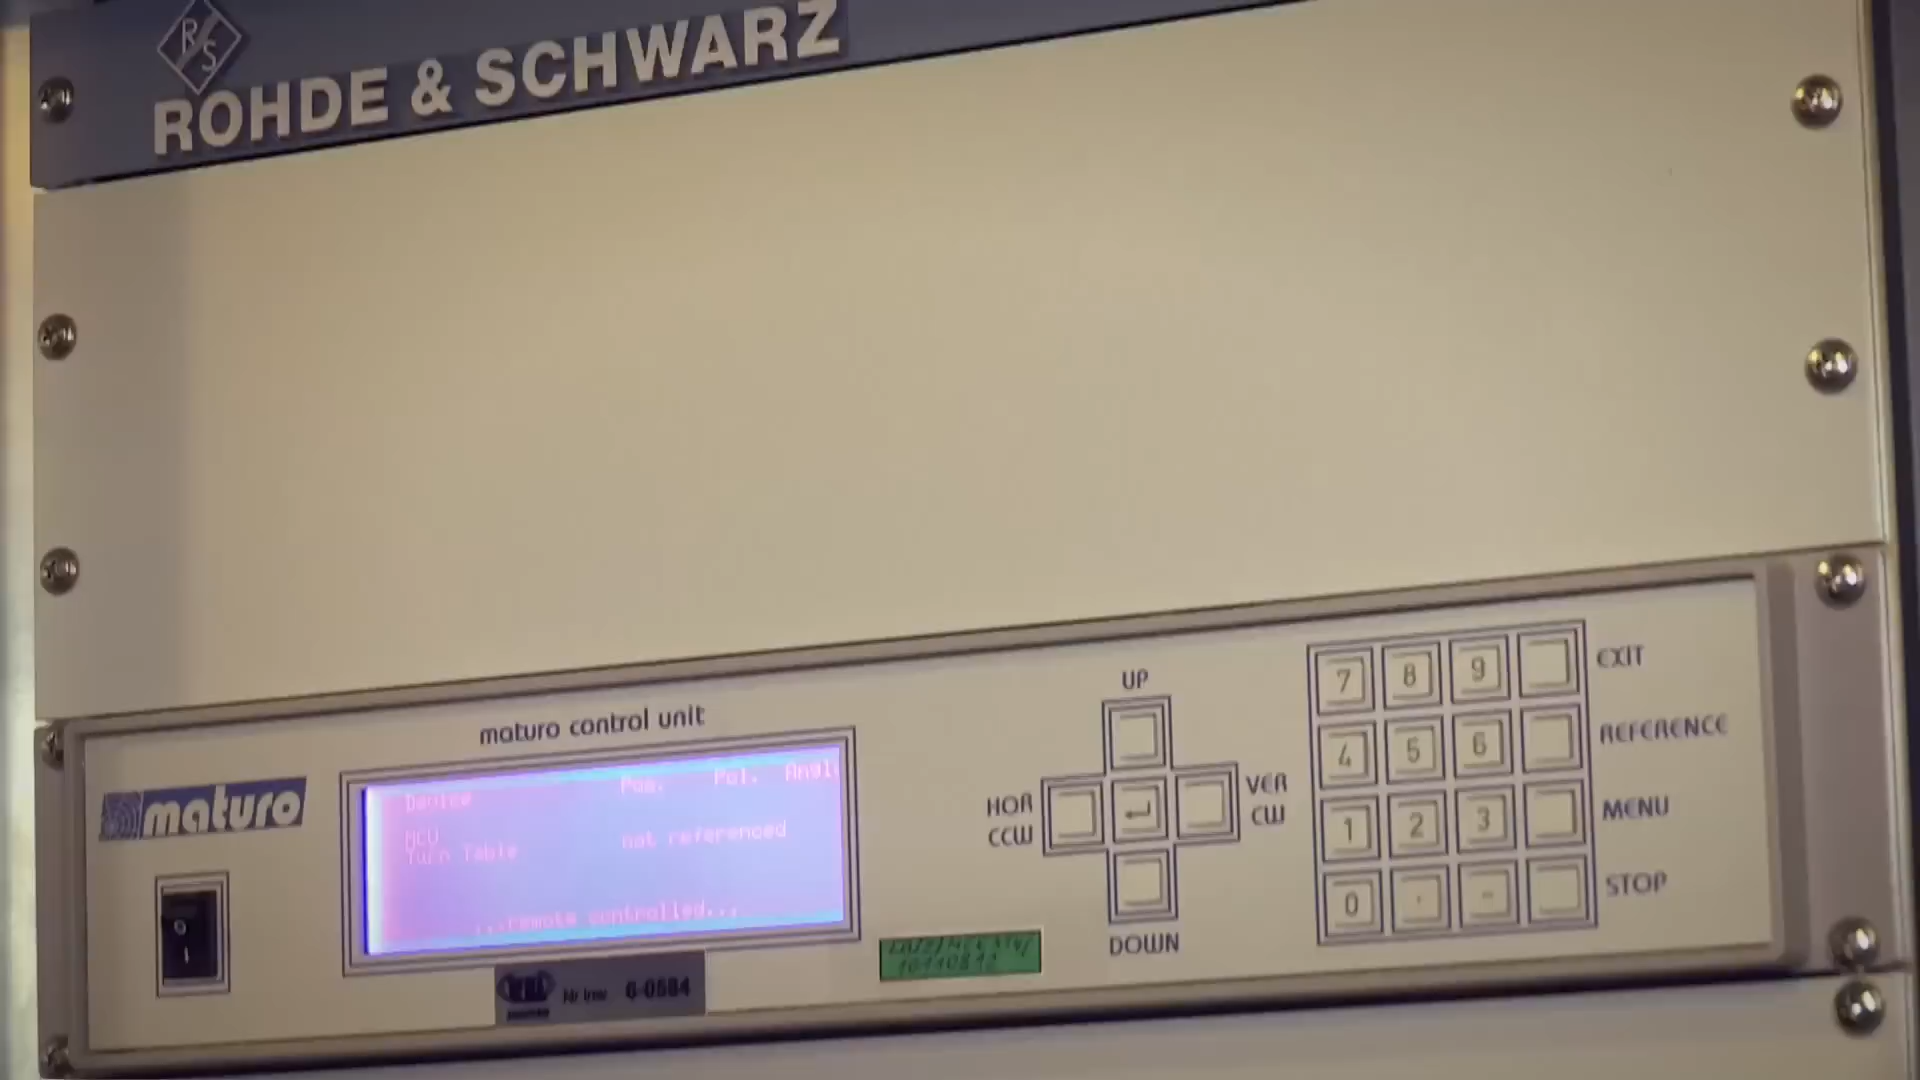 R S
ROHDE & SCHWARZ
maturo control unit
maturo
Device Pos. Pol. Angl
MCU
Turn Table not referenced
...remote controlled...
Nr inw 6-0584
UP
HOR
CCW
VER
CW
DOWN
7 8 9 EXIT
4 5 6 REFERENCE
1 2 3 MENU
0 . - STOP
0
I